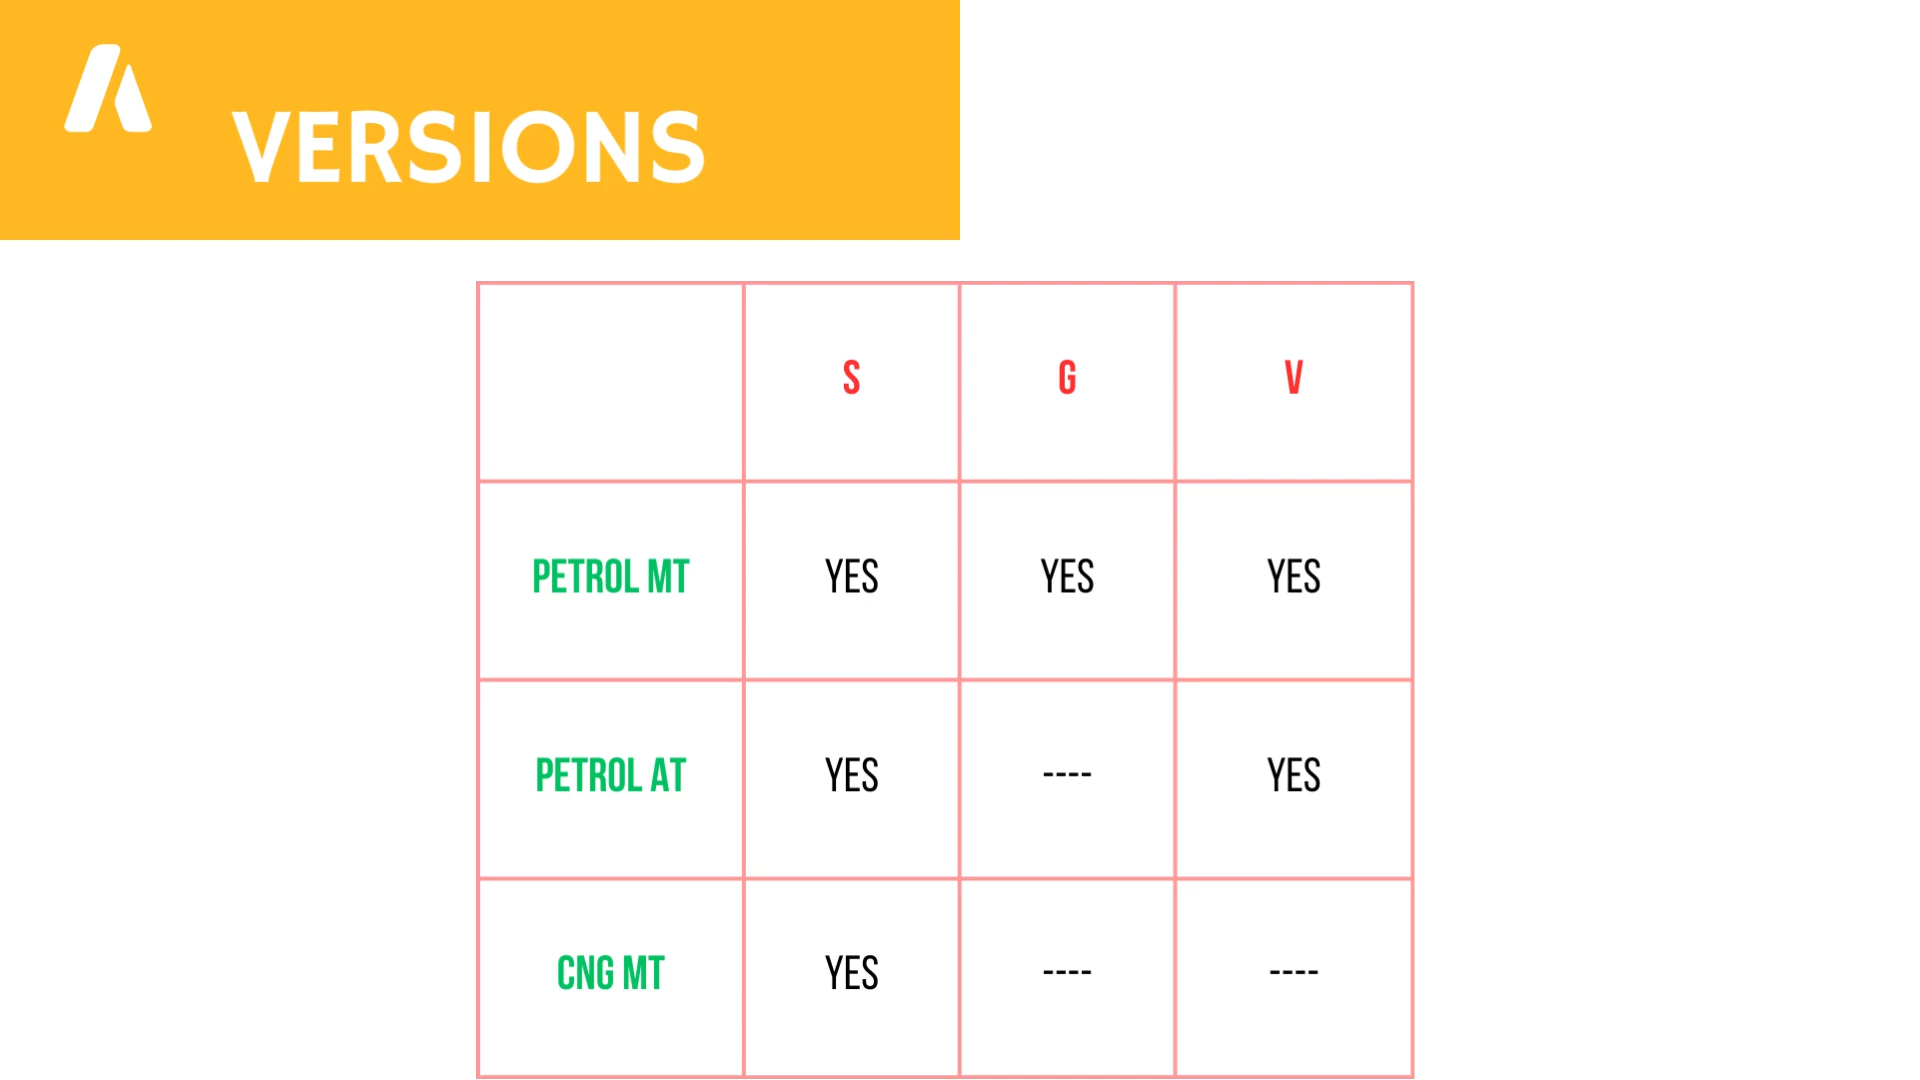 VERSIONS
S G V
PETROL MT YES YES YES
PETROL AT YES ---- YES
CNG MT YES ---- ----